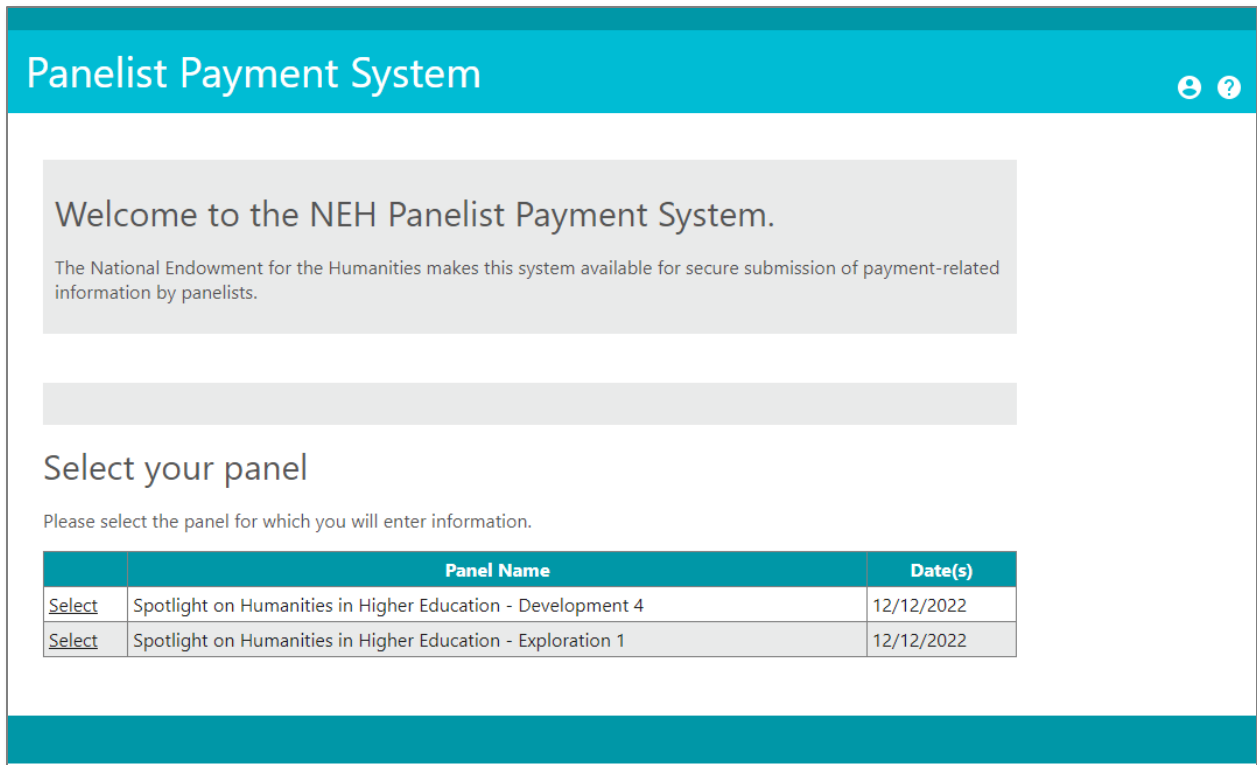 Panelist Payment System
Welcome to the NEH Panelist Payment System.
The National Endowment for the Humanities makes this system available for secure submission of payment-related
information by panelists.
Select your panel
Please select the panel for which you will enter information.
Panel Name Date(s)
Select Spotlight on Humanities in Higher Education - Development 4 12/12/2022
Select Spotlight on Humanities in Higher Education - Exploration 1 12/12/2022